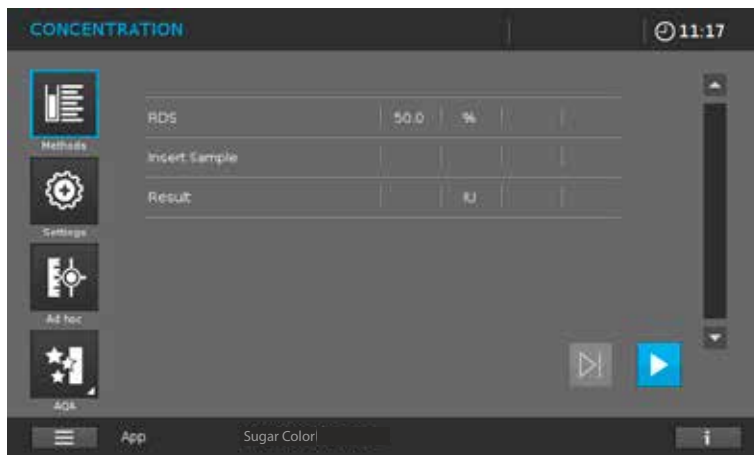 CONCENTRATION 11:17
Methods
RDS 50.0 %
Insert Sample
Result IU
Settings
Ad hoc
AQA
App Sugar Color
i